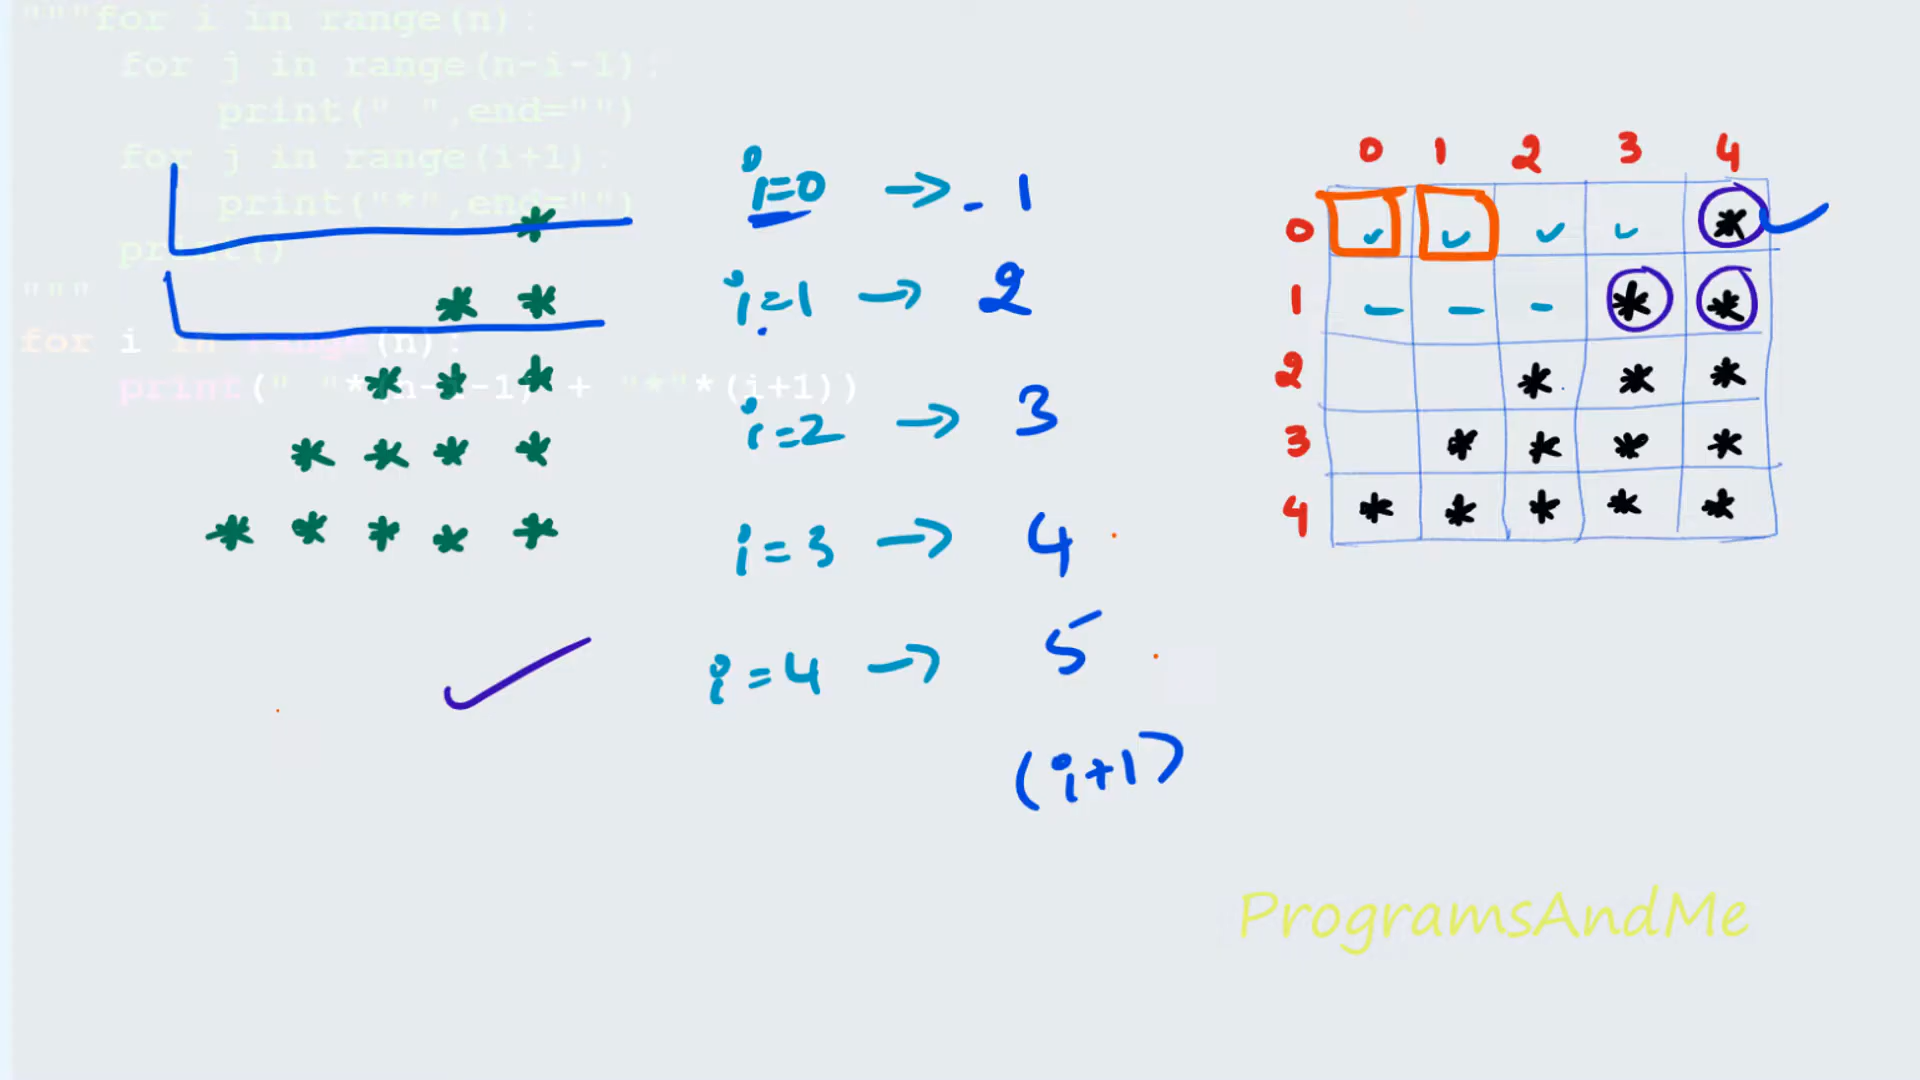 """for i in range(n):
for j in range(n-i-1):
print(" ",end="")
for j in range(i+1):
print("*",end="")
print()
"""
for i in range(n):
print(" "*(n-i-1) + "*"*(i+1))
*
* *
* * *
* * * *
* * * * *
i=0 → 1
i=1 → 2
i=2 → 3
i=3 → 4
i=4 → 5
(i+1)
0 1 2 3 4
0 *
1 - - - * *
2 * * *
3 * * * *
4 * * * * *
ProgramsAndMe